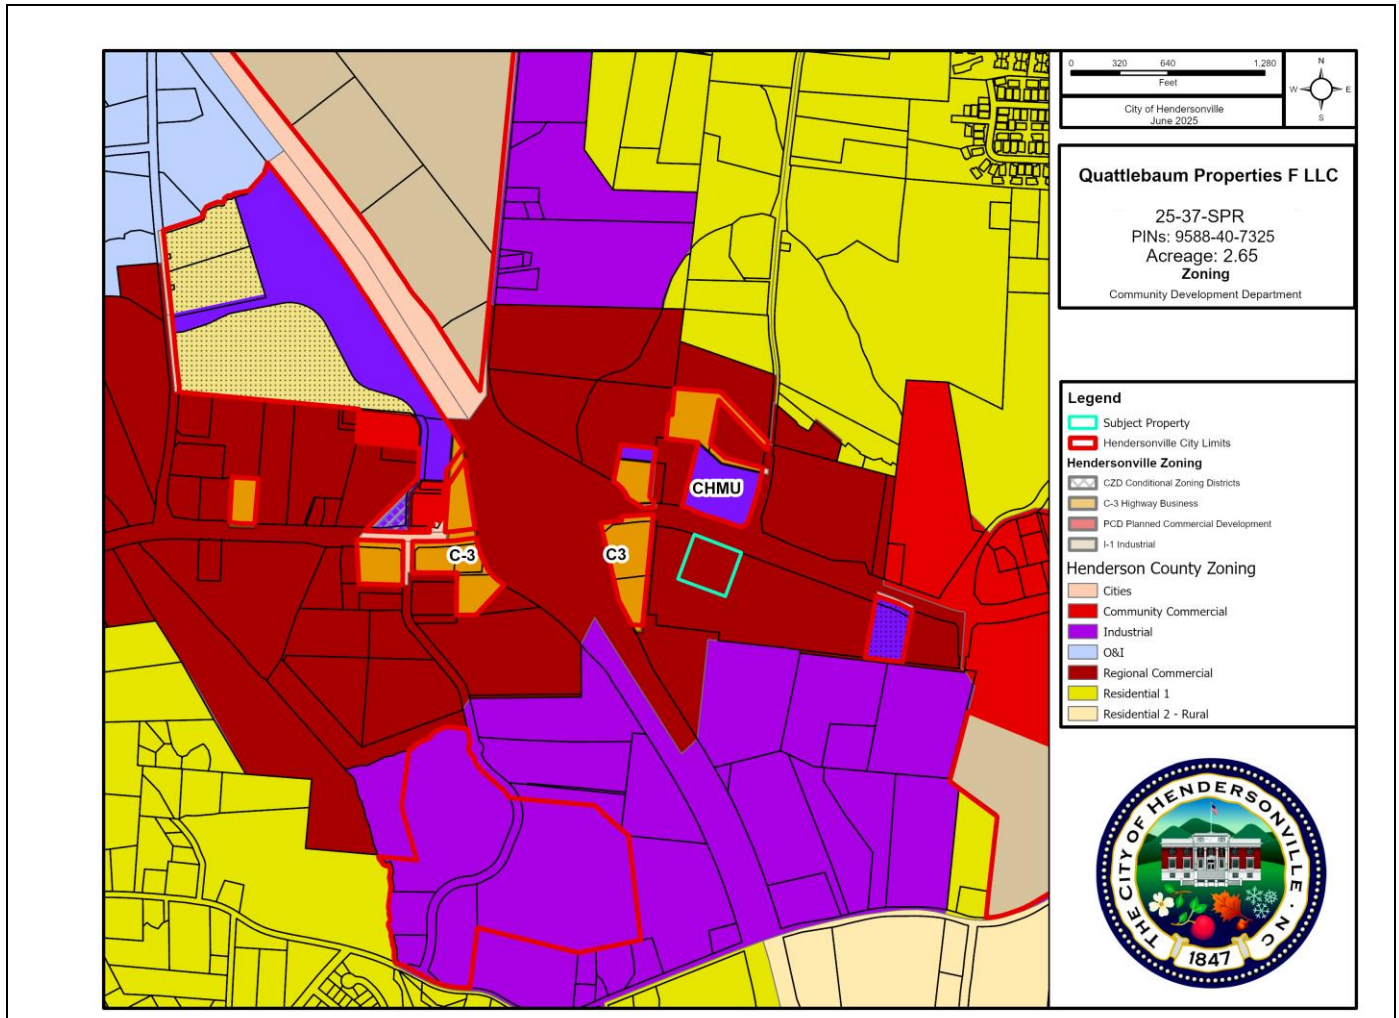 0 320 640 1,280
Feet
N
W E
S
City of Hendersonville
June 2025
Quattlebaum Properties F LLC
25-37-SPR
PINs: 9588-40-7325
Acreage: 2.65
Zoning
Community Development Department
CHMU
C-3
C3
Legend
Subject Property
Hendersonville City Limits
Hendersonville Zoning
CZD Conditional Zoning Districts
C-3 Highway Business
PCD Planned Commercial Development
I-1 Industrial
Henderson County Zoning
Cities
Community Commercial
Industrial
O&I
Regional Commercial
Residential 1
Residential 2 - Rural
THE CITY OF HENDERSONVILLE · NC
1847